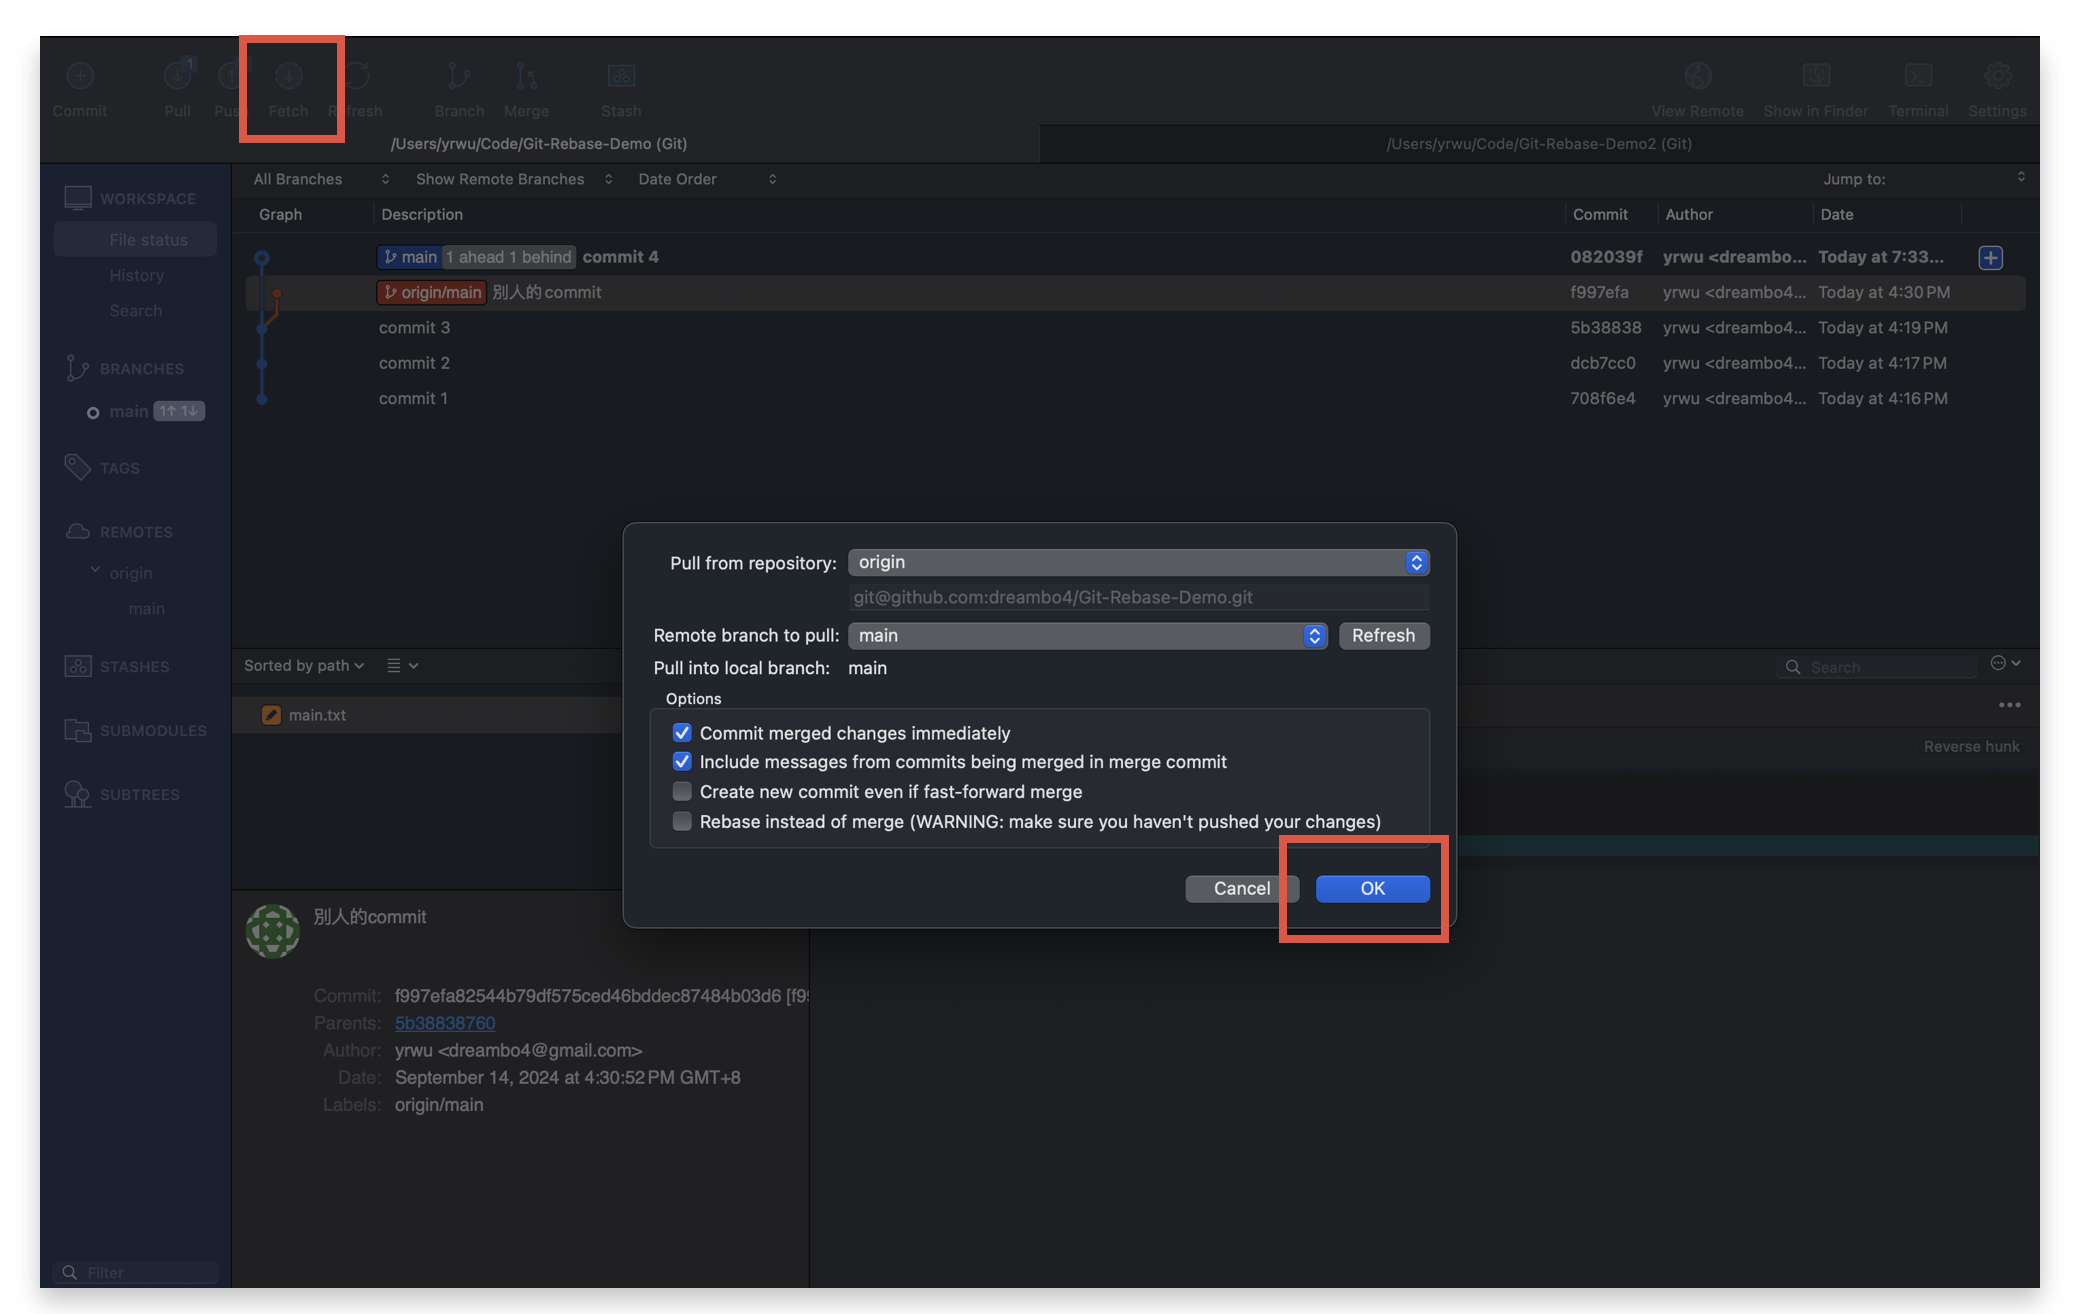 Commit
1
Pull
Pus
Fetch
fresh
Branch
Merge
Stash
View Remote
Show in Finder
Terminal
Settings
/Users/yrwu/Code/Git-Rebase-Demo (Git)
/Users/yrwu/Code/Git-Rebase-Demo2 (Git)
WORKSPACE
File status
History
Search
BRANCHES
main 1↑ 1↓
TAGS
REMOTES
origin
main
STASHES
SUBMODULES
SUBTREES
Filter
All Branches
Show Remote Branches
Date Order
Jump to:
Graph Description Commit Author Date
main 1 ahead 1 behind commit 4 082039f yrwu <dreambo... Today at 7:33...
origin/main 別人的commit f997efa yrwu <dreambo4... Today at 4:30 PM
commit 3 5b38838 yrwu <dreambo4... Today at 4:19 PM
commit 2 dcb7cc0 yrwu <dreambo4... Today at 4:17 PM
commit 1 708f6e4 yrwu <dreambo4... Today at 4:16 PM
Pull from repository: origin
git@github.com:dreambo4/Git-Rebase-Demo.git
Remote branch to pull: main Refresh
Pull into local branch: main
Options
Commit merged changes immediately
Include messages from commits being merged in merge commit
Create new commit even if fast-forward merge
Rebase instead of merge (WARNING: make sure you haven't pushed your changes)
Cancel
OK
Sorted by path
Search
main.txt
Reverse hunk
別人的commit
Commit: f997efa82544b79df575ced46bddec87484b03d6 [f99
Parents: 5b38838760
Author: yrwu <dreambo4@gmail.com>
Date: September 14, 2024 at 4:30:52 PM GMT+8
Labels: origin/main